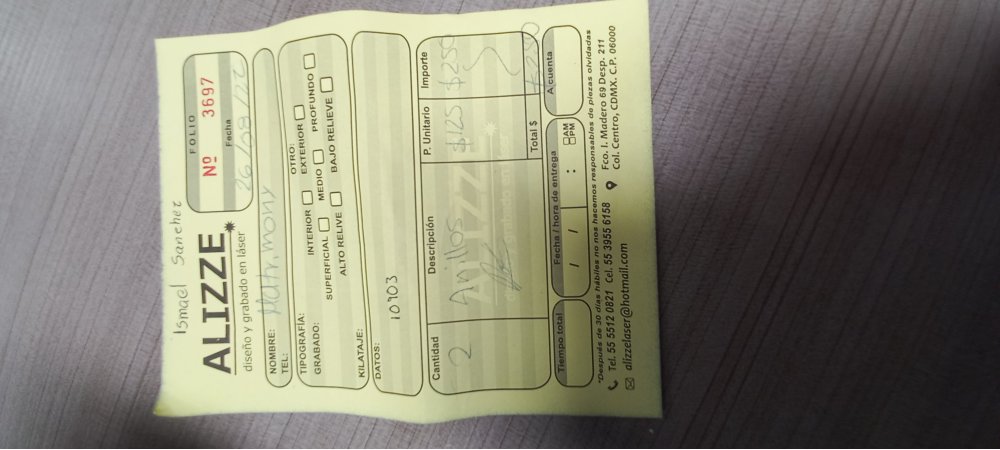 Ismael Sanchez
ALIZZE
diseño y grabado en láser
FOLIO
Nº 3697
Fecha
26/08/22
NOMBRE: Matrimony
TEL:
TIPOGRAFÍA: OTRO:
GRABADO: INTERIOR EXTERIOR
SUPERFICIAL MEDIO PROFUNDO
ALTO RELIVE BAJO RELIEVE
KILATAJE:
DATOS:
10903
Cantidad Descripción P. Unitario Importe
2 Anillos $125 $250
Total $ $250
Tiempo total Fecha / hora de entrega A cuenta
/ / : AM PM
*Después de 30 días hábiles no nos hacemos responsables de piezas olvidadas
Tel. 55 5512 0821 Cel. 55 3955 6158 Fco. I. Madero 69 Desp. 211
alizzelaser@hotmail.com Col. Centro, CDMX. C.P. 06000